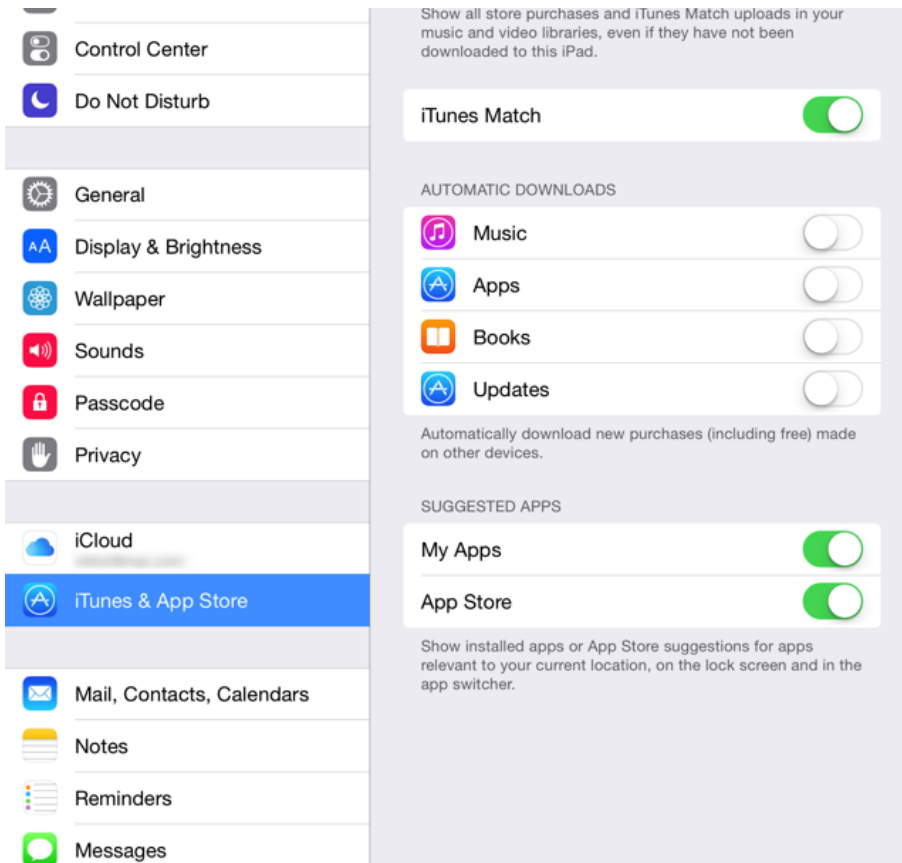 Control Center
Do Not Disturb
General
AA
Display & Brightness
Wallpaper
Sounds
Passcode
Privacy
iCloud
iTunes & App Store
Mail, Contacts, Calendars
Notes
Reminders
Messages
Show all store purchases and iTunes Match uploads in your
music and video libraries, even if they have not been
downloaded to this iPad.
iTunes Match
AUTOMATIC DOWNLOADS
Music
Apps
Books
Updates
Automatically download new purchases (including free) made
on other devices.
SUGGESTED APPS
My Apps
App Store
Show installed apps or App Store suggestions for apps
relevant to your current location, on the lock screen and in the
app switcher.